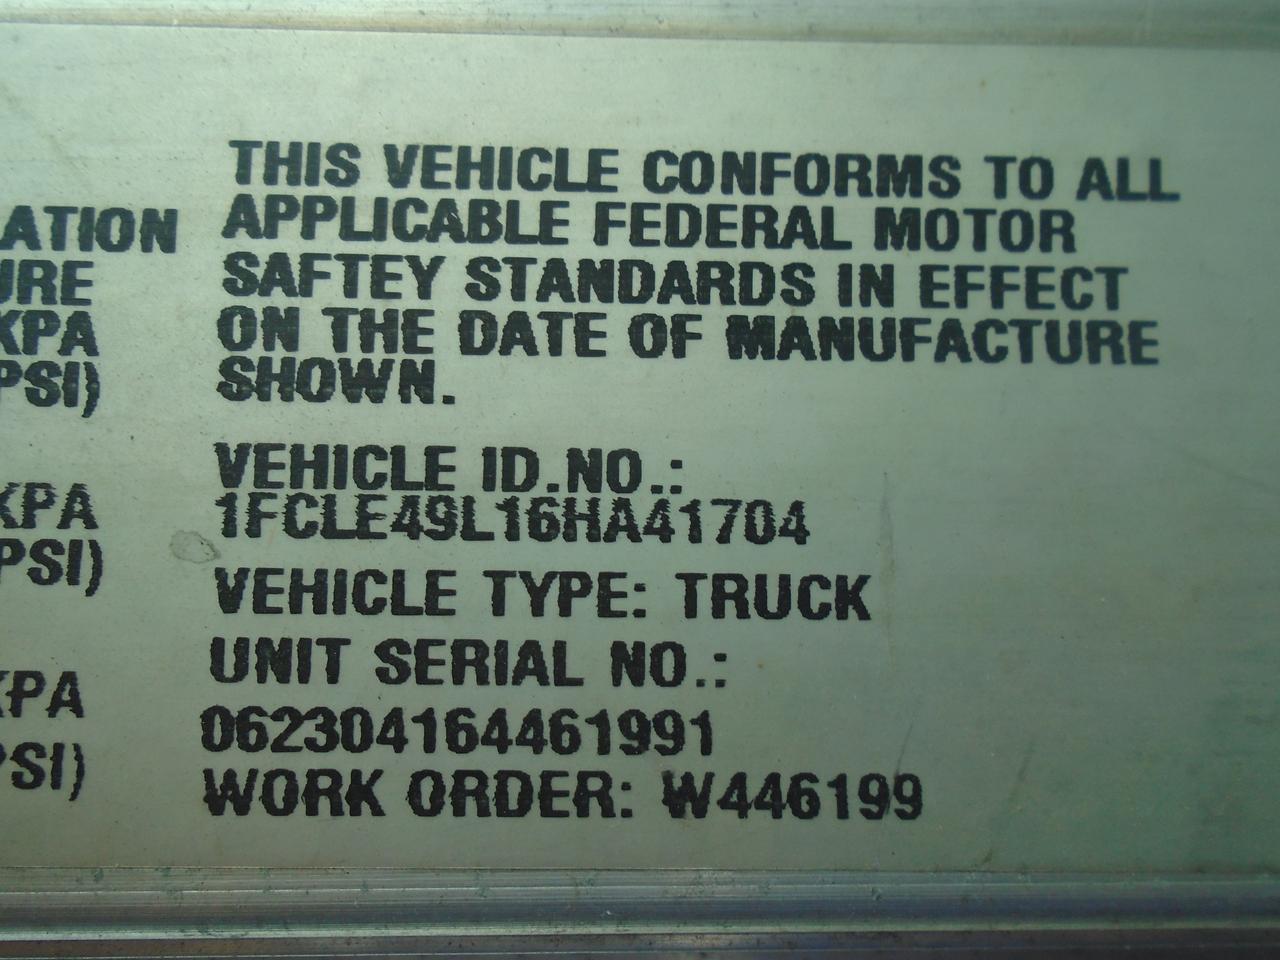 THIS VEHICLE CONFORMS TO ALL
APPLICABLE FEDERAL MOTOR
SAFTEY STANDARDS IN EFFECT
ON THE DATE OF MANUFACTURE
SHOWN.
VEHICLE ID.NO.:
1FCLE49L16HA41704
VEHICLE TYPE: TRUCK
UNIT SERIAL NO.:
062304164461991
WORK ORDER: W446199
ATION
URE
KPA
PSI)
KPA
PSI)
KPA
PSI)